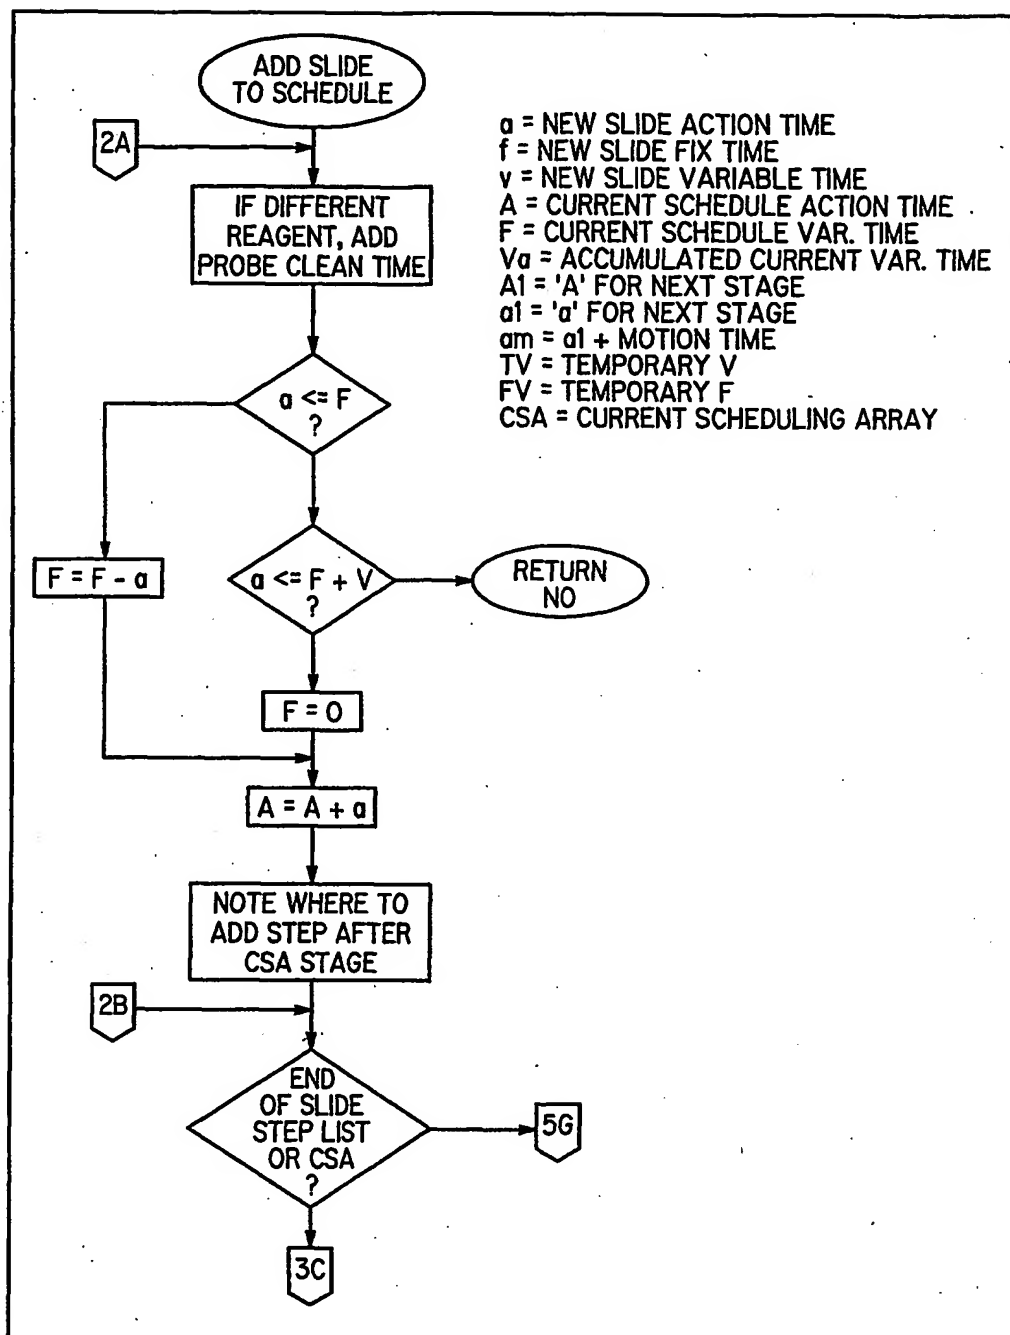 ADD SLIDE
TO SCHEDULE
2A
a = NEW SLIDE ACTION TIME
f = NEW SLIDE FIX TIME
v = NEW SLIDE VARIABLE TIME
A = CURRENT SCHEDULE ACTION TIME
F = CURRENT SCHEDULE VAR. TIME
Va = ACCUMULATED CURRENT VAR. TIME
A1 = 'A' FOR NEXT STAGE
a1 = 'a' FOR NEXT STAGE
am = a1 + MOTION TIME
TV = TEMPORARY V
FV = TEMPORARY F
CSA = CURRENT SCHEDULING ARRAY
IF DIFFERENT
REAGENT, ADD
PROBE CLEAN TIME
a <= F
?
F = F - a
a <= F + V
?
RETURN
NO
F = 0
A = A + a
NOTE WHERE TO
ADD STEP AFTER
CSA STAGE
2B
END
OF SLIDE
STEP LIST
OR CSA
?
5G
3C